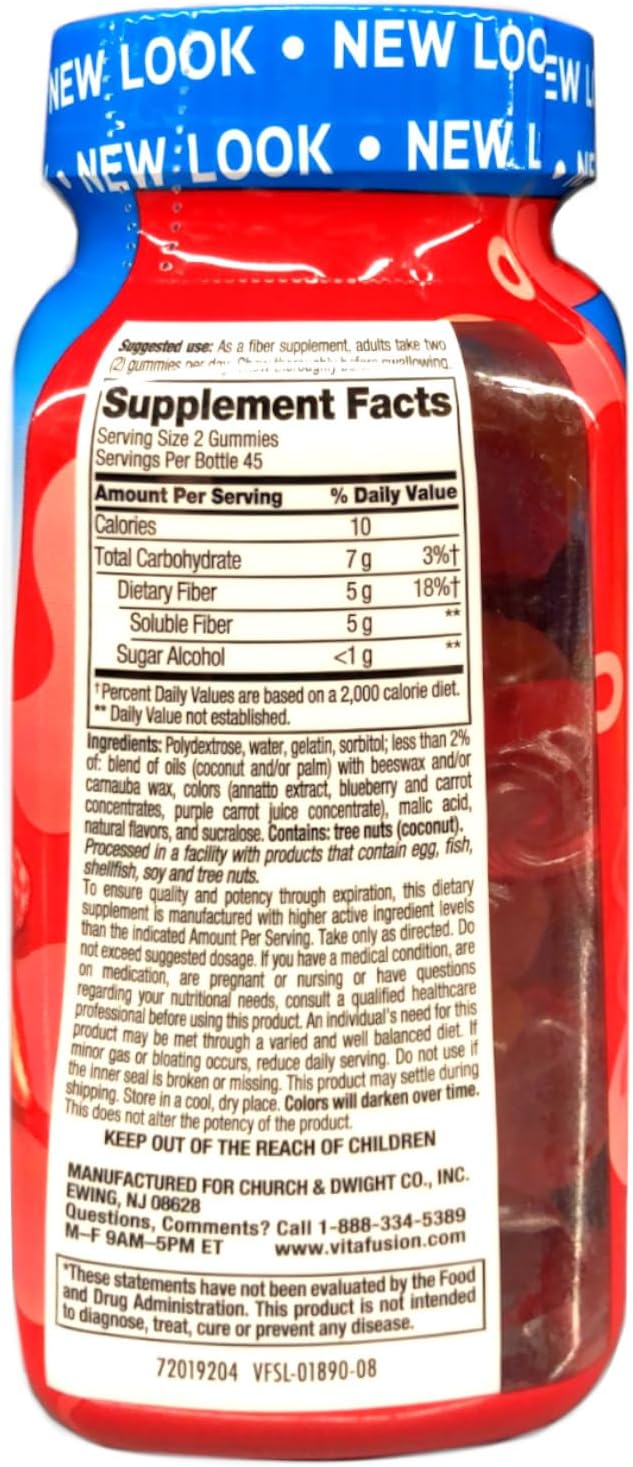 NEW LOOK • NEW LOO EW L
• NEW LOOK • NEW L • NE
Suggested use: As a fiber supplement, adults take two
(2) gummies per day. Chew thoroughly before swallowing.
Supplement Facts
Serving Size 2 Gummies
Servings Per Bottle 45
Amount Per Serving % Daily Value
Calories 10
Total Carbohydrate 7 g 3%†
Dietary Fiber 5 g 18%†
Soluble Fiber 5 g **
Sugar Alcohol <1 g **
†Percent Daily Values are based on a 2,000 calorie diet.
** Daily Value not established.
Ingredients: Polydextrose, water, gelatin, sorbitol; less than 2%
of: blend of oils (coconut and/or palm) with beeswax and/or
carnauba wax, colors (annatto extract, blueberry and carrot
concentrates, purple carrot juice concentrate), malic acid,
natural flavors, and sucralose. Contains: tree nuts (coconut).
Processed in a facility with products that contain egg, fish,
shellfish, soy and tree nuts.
To ensure quality and potency through expiration, this dietary
supplement is manufactured with higher active ingredient levels
than the indicated Amount Per Serving. Take only as directed. Do
not exceed suggested dosage. If you have a medical condition, are
on medication, are pregnant or nursing or have questions
regarding your nutritional needs, consult a qualified healthcare
professional before using this product. An individual's need for this
product may be met through a varied and well balanced diet. If
minor gas or bloating occurs, reduce daily serving. Do not use if
the inner seal is broken or missing. This product may settle during
shipping. Store in a cool, dry place. Colors will darken over time.
This does not alter the potency of the product.
KEEP OUT OF THE REACH OF CHILDREN
MANUFACTURED FOR CHURCH & DWIGHT CO., INC.
EWING, NJ 08628
Questions, Comments? Call 1-888-334-5389
M–F 9AM–5PM ET www.vitafusion.com
*These statements have not been evaluated by the Food
and Drug Administration. This product is not intended
to diagnose, treat, cure or prevent any disease.
72019204 VFSL-01890-08